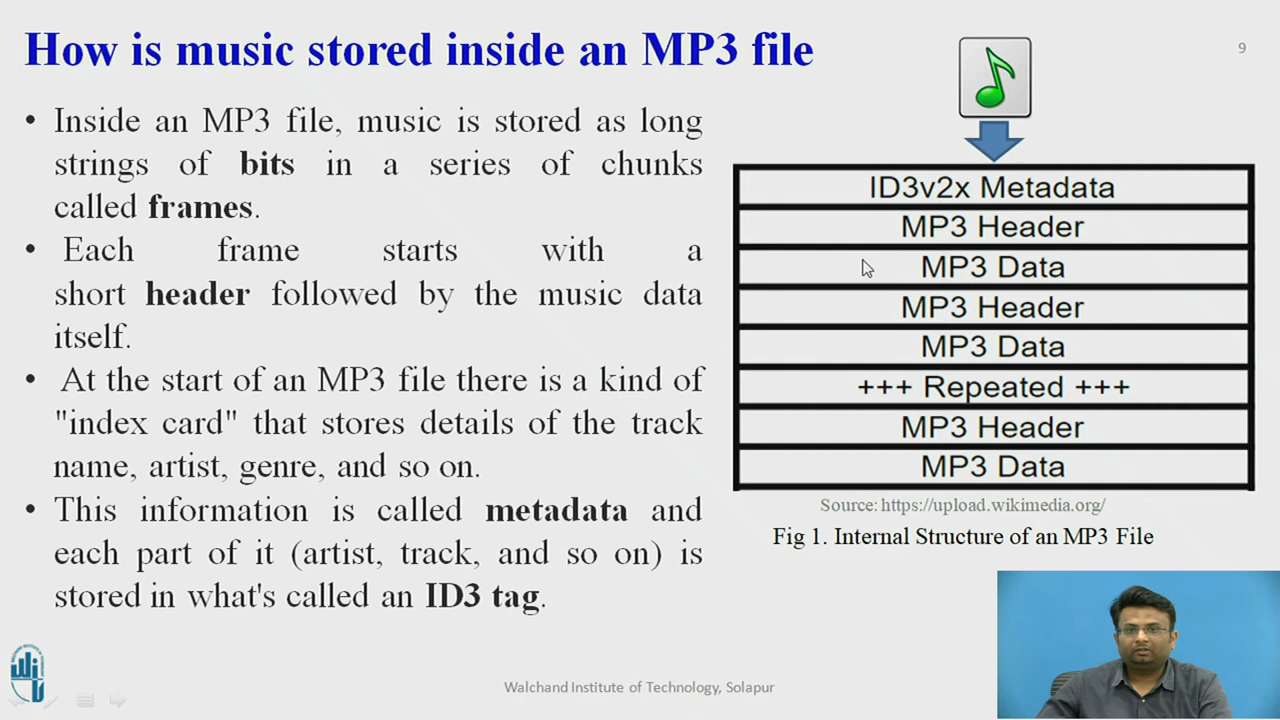 How is music stored inside an MP3 file
9
• Inside an MP3 file, music is stored as long
strings of bits in a series of chunks
called frames.
• Each frame starts with a
short header followed by the music data
itself.
• At the start of an MP3 file there is a kind of
"index card" that stores details of the track
name, artist, genre, and so on.
• This information is called metadata and
each part of it (artist, track, and so on) is
stored in what's called an ID3 tag.
ID3v2x Metadata
MP3 Header
MP3 Data
MP3 Header
MP3 Data
+++ Repeated +++
MP3 Header
MP3 Data
Source: https://upload.wikimedia.org/
Fig 1. Internal Structure of an MP3 File
Walchand Institute of Technology, Solapur